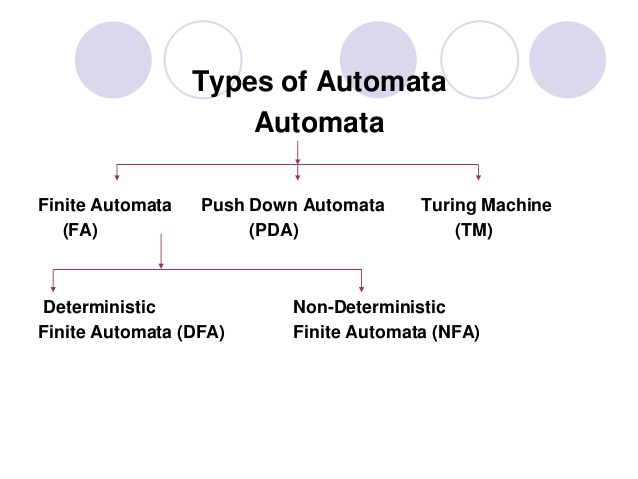 Types of Automata
Automata
Finite Automata
(FA)
Push Down Automata
(PDA)
Turing Machine
(TM)
Deterministic
Finite Automata (DFA)
Non-Deterministic
Finite Automata (NFA)